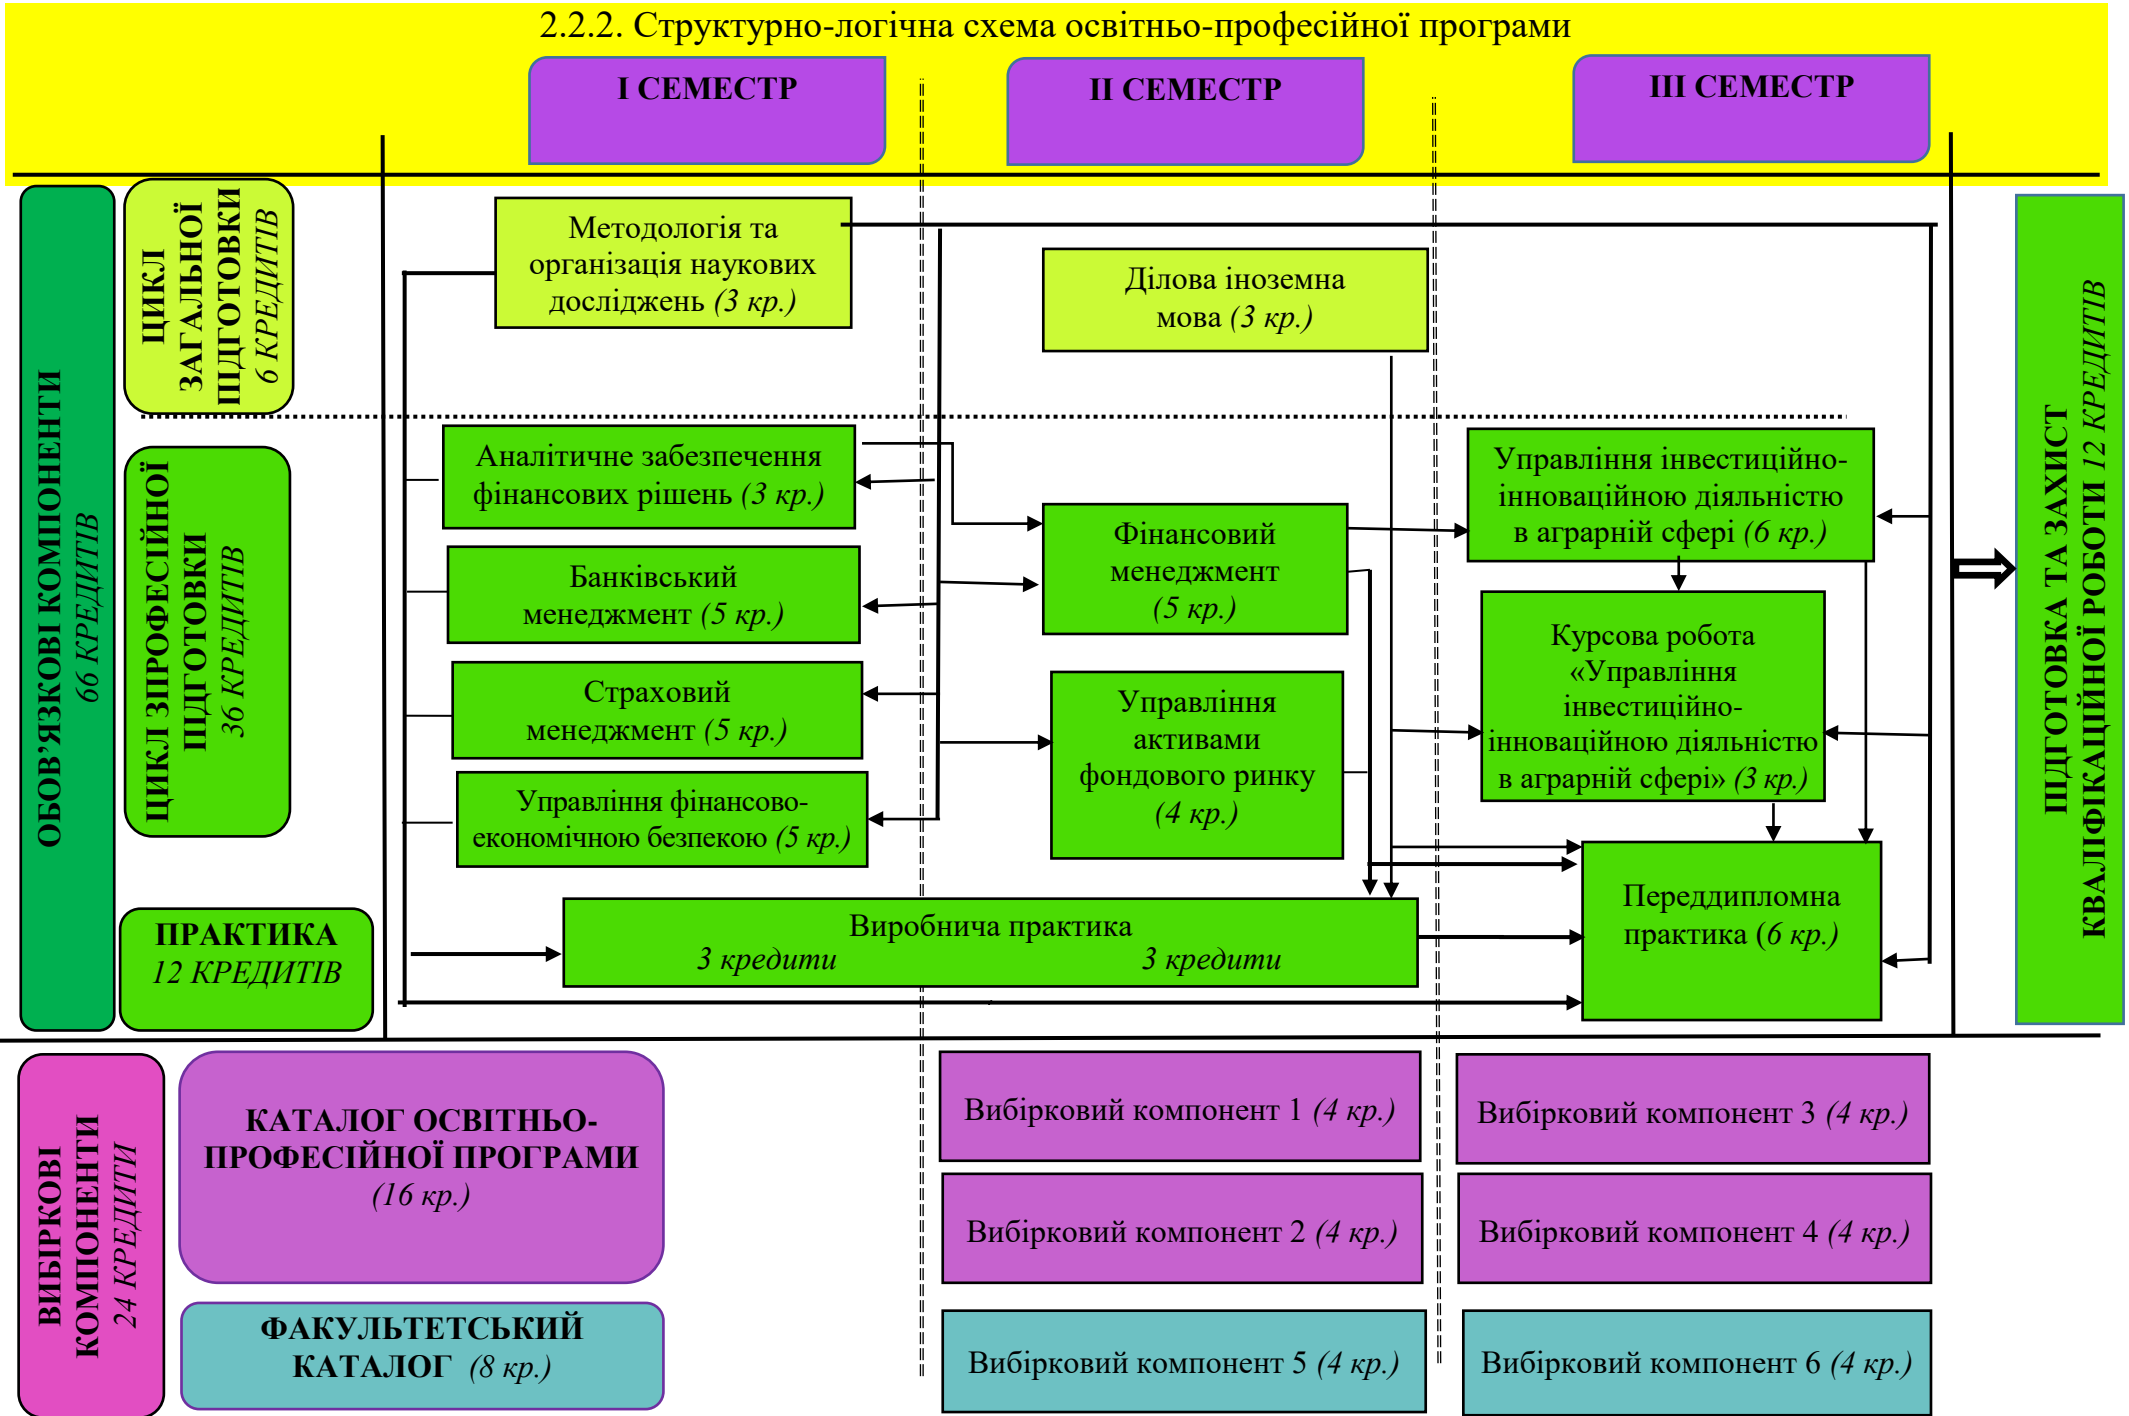 2.2.2. Структурно-логічна схема освітньо-професійної програми
І СЕМЕСТР
ІІ СЕМЕСТР
ІІІ СЕМЕСТР
ОБОВ’ЯЗКОВІ КОМПОНЕНТИ
66 КРЕДИТІВ
ЦИКЛ
ЗАГАЛЬНОЇ
ПІДГОТОВКИ
6 КРЕДИТІВ
Методологія та
організація наукових
досліджень (3 кр.)
Ділова іноземна
мова (3 кр.)
ЦИКЛ ЗПРОФЕСІЙНОЇ
ПІДГОТОВКИ
36 КРЕДИТІВ
Аналітичне забезпечення
фінансових рішень (3 кр.)
Банківський
менеджмент (5 кр.)
Страховий
менеджмент (5 кр.)
Управління фінансово-
економічною безпекою (5 кр.)
Фінансовий
менеджмент
(5 кр.)
Управління
активами
фондового ринку
(4 кр.)
Управління інвестиційно-
інноваційною діяльністю
в аграрній сфері (6 кр.)
Курсова робота
«Управління
інвестиційно-
інноваційною діяльністю
в аграрній сфері» (3 кр.)
ПРАКТИКА
12 КРЕДИТІВ
Виробнича практика
3 кредити 3 кредити
Переддипломна
практика (6 кр.)
ПІДГОТОВКА ТА ЗАХИСТ
КВАЛІФІКАЦІЙНОЇ РОБОТИ 12 КРЕДИТІВ
ВИБІРКОВІ
КОМПОНЕНТИ
24 КРЕДИТИ
КАТАЛОГ ОСВІТНЬО-
ПРОФЕСІЙНОЇ ПРОГРАМИ
(16 кр.)
Вибірковий компонент 1 (4 кр.)
Вибірковий компонент 3 (4 кр.)
Вибірковий компонент 2 (4 кр.)
Вибірковий компонент 4 (4 кр.)
ФАКУЛЬТЕТСЬКИЙ
КАТАЛОГ (8 кр.)
Вибірковий компонент 5 (4 кр.)
Вибірковий компонент 6 (4 кр.)